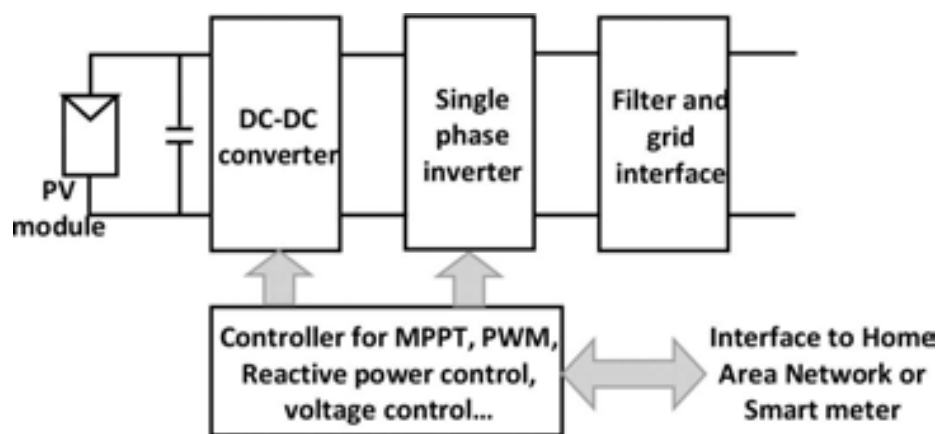 PV
module
DC-DC
converter
Single
phase
inverter
Filter and
grid
interface
Controller for MPPT, PWM,
Reactive power control,
voltage control...
Interface to Home
Area Network or
Smart meter